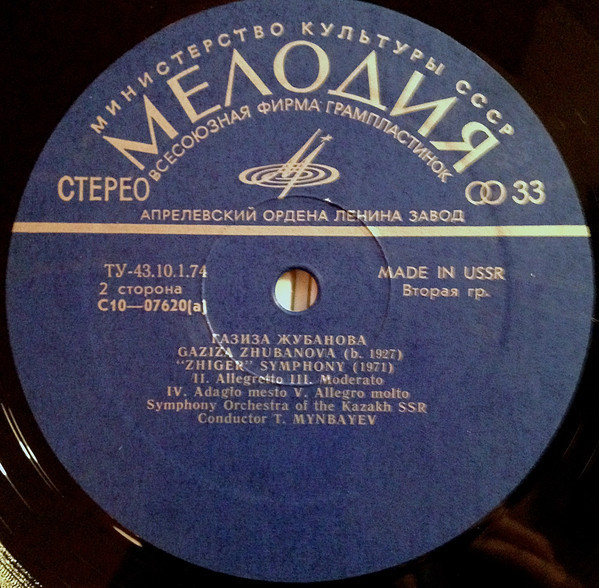 МИНИСТЕРСТВО КУЛЬТУРЫ СССР
МЕЛОДИЯ
ВСЕСОЮЗНАЯ ФИРМА ГРАМПЛАСТИНОК
СТЕРЕО
33
АПРЕЛЕВСКИЙ ОРДЕНА ЛЕНИНА ЗАВОД
ТУ-43.10.1.74
MADE IN USSR
2 сторона
Вторая гр.
С10—07620(а)
ГАЗИЗА ЖУБАНОВА
GAZIZA ZHUBANOVA (b. 1927)
“ZHIGER” SYMPHONY (1971)
II. Allegretto III. Moderato
IV. Adagio mesto V. Allegro molto
Symphony Orchestra of the Kazakh SSR
Conductor T. MYNBAYEV